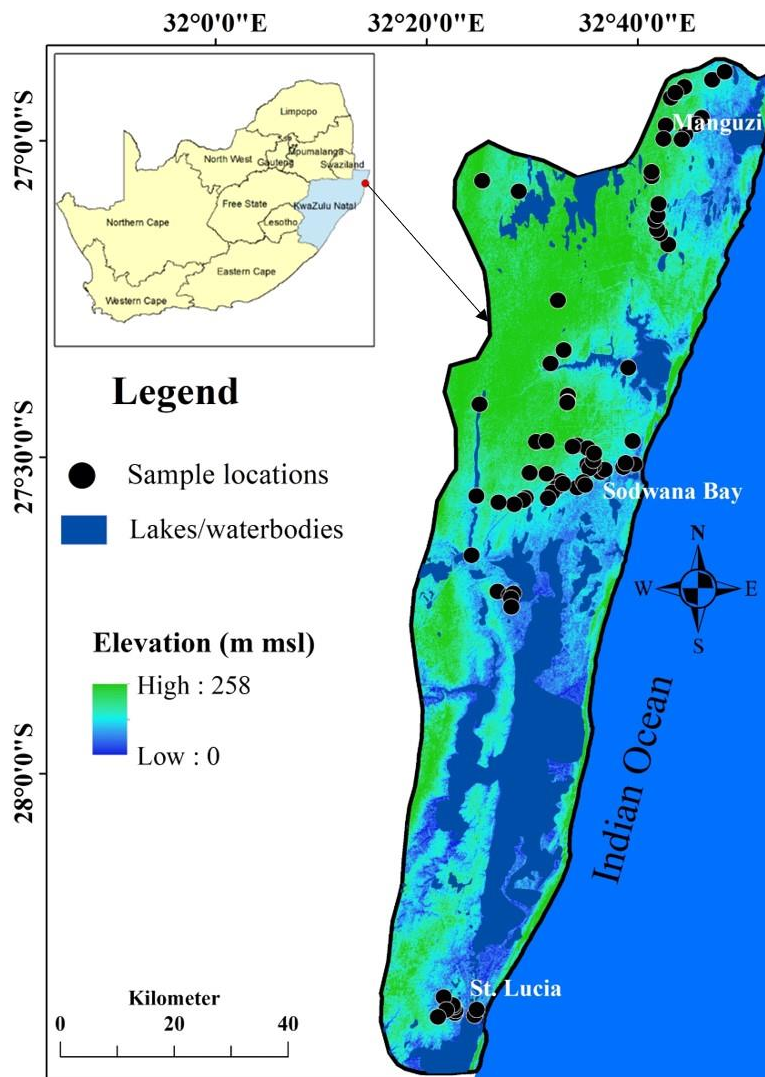 32°0'0"E 32°20'0"E 32°40'0"E
27°0'0"S
27°30'0"S
28°0'0"S
Limpopo
North West
Gauteng
Mpumalanga
Swaziland
Free State
KwaZulu Natal
Lesotho
Northern Cape
Eastern Cape
Western Cape
Manguzi
Sodwana Bay
St. Lucia
Indian Ocean
N
W E
S
Legend
Sample locations
Lakes/waterbodies
Elevation (m msl)
High : 258
Low : 0
Kilometer
0 20 40